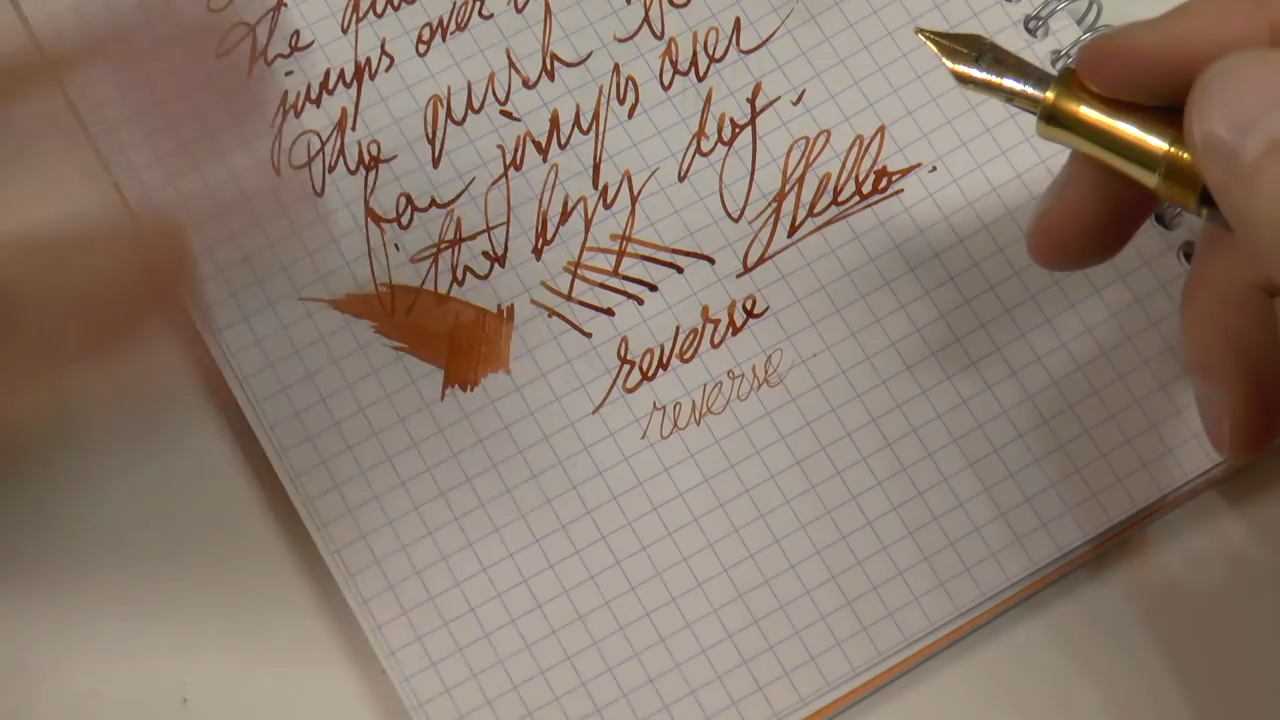 the
jumps over
The quick
fox jumps over
the lazy dog.
Hello.
reverse
reverse